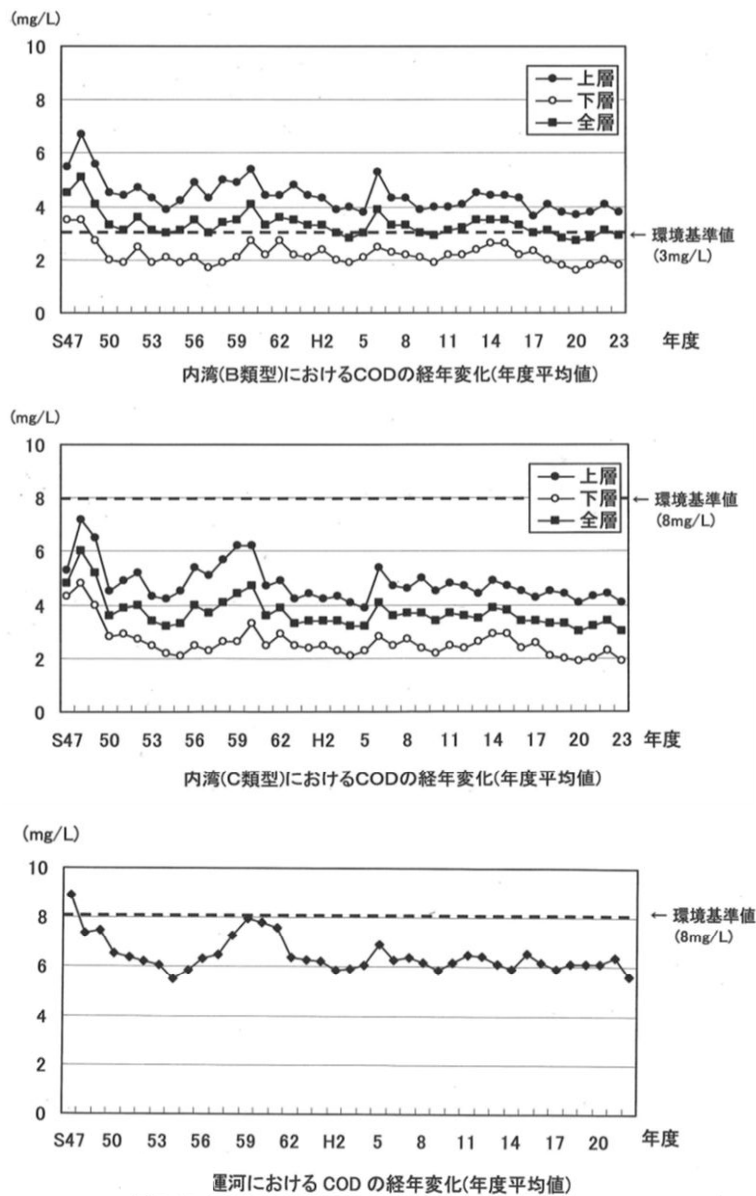 (mg/L)
10
8
6
4
2
0
上層
下層
全層
← 環境基準値
(3mg/L)
S47 50 53 56 59 62 H2 5 8 11 14 17 20 23 年度
内湾(B類型)におけるCODの経年変化(年度平均値)
(mg/L)
10
8
6
4
2
0
上層
下層
全層
← 環境基準値
(8mg/L)
S47 50 53 56 59 62 H2 5 8 11 14 17 20 23 年度
内湾(C類型)におけるCODの経年変化(年度平均値)
(mg/L)
10
8
6
4
2
0
← 環境基準値
(8mg/L)
S47 50 53 56 59 62 H2 5 8 11 14 17 20 年度
運河における COD の経年変化(年度平均値)